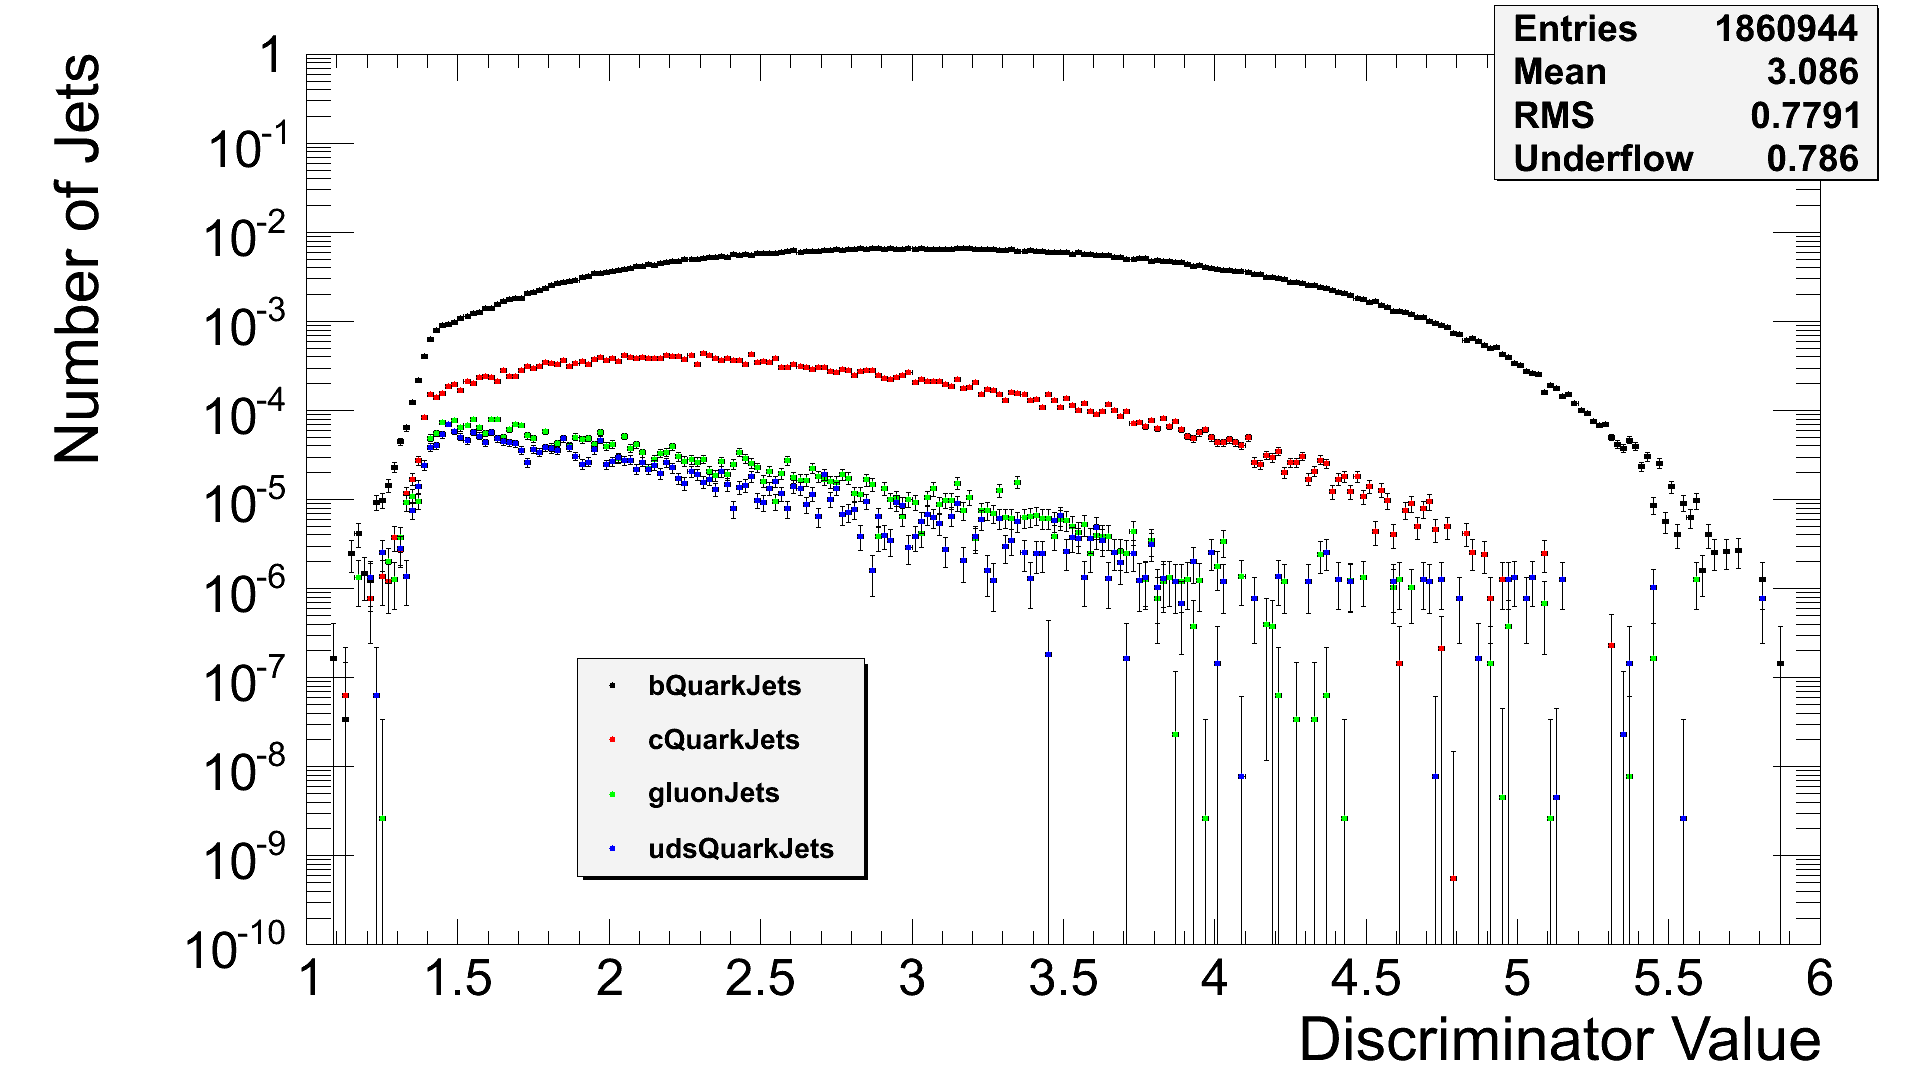 Entries 1860944
Mean 3.086
RMS 0.7791
Underflow 0.786
Number of Jets
1
10^-1
10^-2
10^-3
10^-4
10^-5
10^-6
10^-7
10^-8
10^-9
10^-10
bQuarkJets
cQuarkJets
gluonJets
udsQuarkJets
1 1.5 2 2.5 3 3.5 4 4.5 5 5.5 6
Discriminator Value